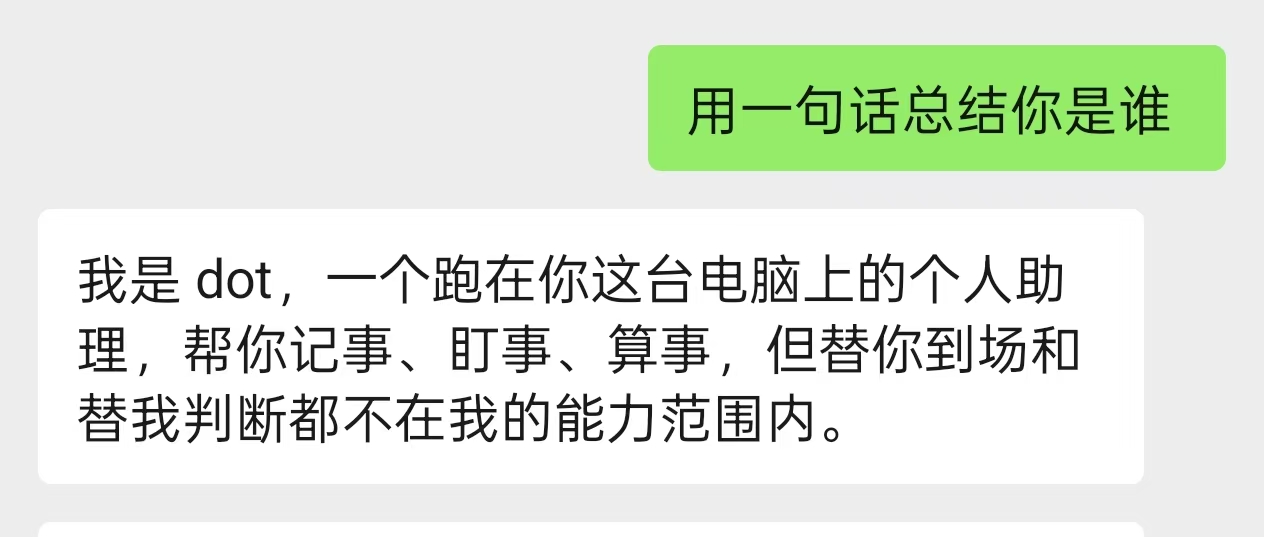 用一句话总结你是谁
我是 dot，一个跑在你这台电脑上的个人助
理，帮你记事、盯事、算事，但替你到场和
替我判断都不在我的能力范围内。